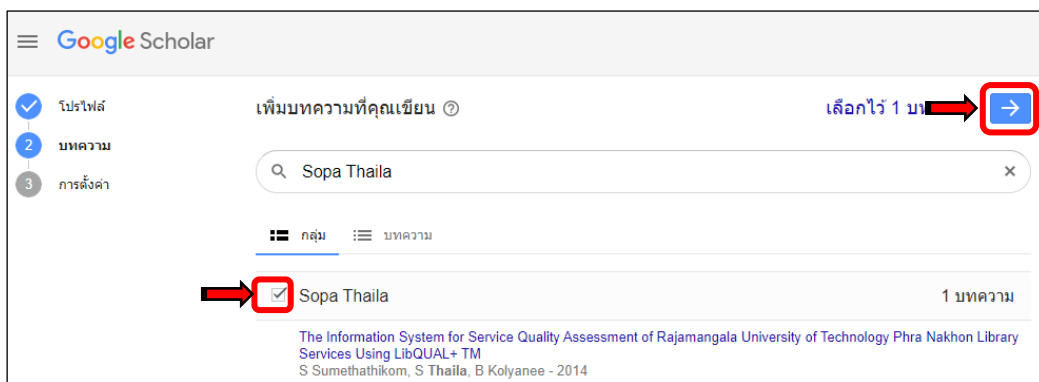 Google Scholar
โปรไฟล์
เพิ่มบทความที่คุณเขียน
เลือกไว้ 1
2 บทความ
Sopa Thaila
3 การตั้งค่า
กลุ่ม บทความ
Sopa Thaila 1 บทความ
The Information System for Service Quality Assessment of Rajamangala University of Technology Phra Nakhon Library
Services Using LibQUAL+ TM
S Sumethathikom, S Thaila, B Kolyanee - 2014